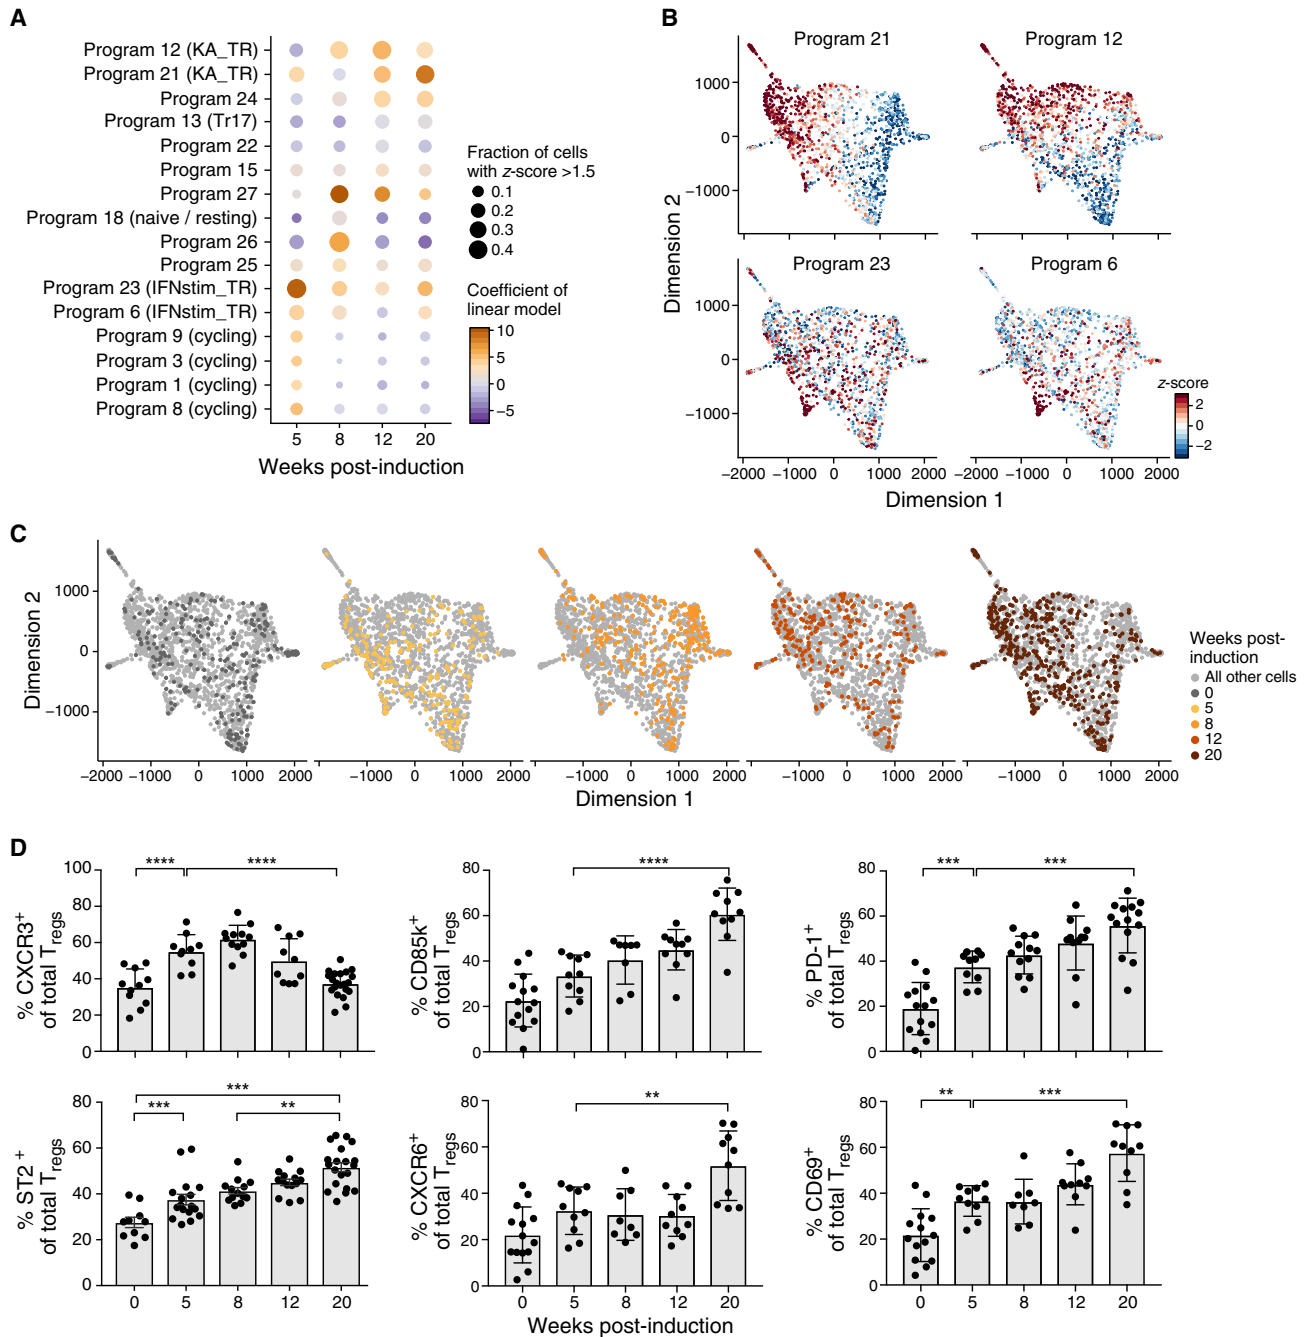 A
Program 12 (KA_TR)
Program 21 (KA_TR)
Program 24
Program 13 (Tr17)
Program 22
Program 15
Program 27
Program 18 (naive / resting)
Program 26
Program 25
Program 23 (IFNstim_TR)
Program 6 (IFNstim_TR)
Program 9 (cycling)
Program 3 (cycling)
Program 1 (cycling)
Program 8 (cycling)
5 8 12 20
Weeks post-induction
Fraction of cells
with z-score >1.5
0.1
0.2
0.3
0.4
Coefficient of
linear model
10
5
0
−5
B
Program 21
Program 12
1000
0
−1000
Program 23
Program 6
1000
0
−1000
Dimension 2
−2000 −1000 0 1000 2000
−2000 −1000 0 1000 2000
Dimension 1
z-score
2
0
−2
C
Dimension 2
1000
0
−1000
−2000 −1000 0 1000 2000
−1000 0 1000 2000
−1000 0 1000 2000
−1000 0 1000 2000
−1000 0 1000 2000
Dimension 1
Weeks post-
induction
All other cells
0
5
8
12
20
D
% CXCR3+
of total Tregs
100
80
60
40
20
0
**** ****
% CD85k+
of total Tregs
80
60
40
20
0
****
% PD-1+
of total Tregs
80
60
40
20
0
*** ***
% ST2+
of total Tregs
80
60
40
20
0
***
*** **
0 5 8 12 20
% CXCR6+
of total Tregs
80
60
40
20
0
**
0 5 8 12 20
% CD69+
of total Tregs
80
60
40
20
0
** ***
0 5 8 12 20
Weeks post-induction